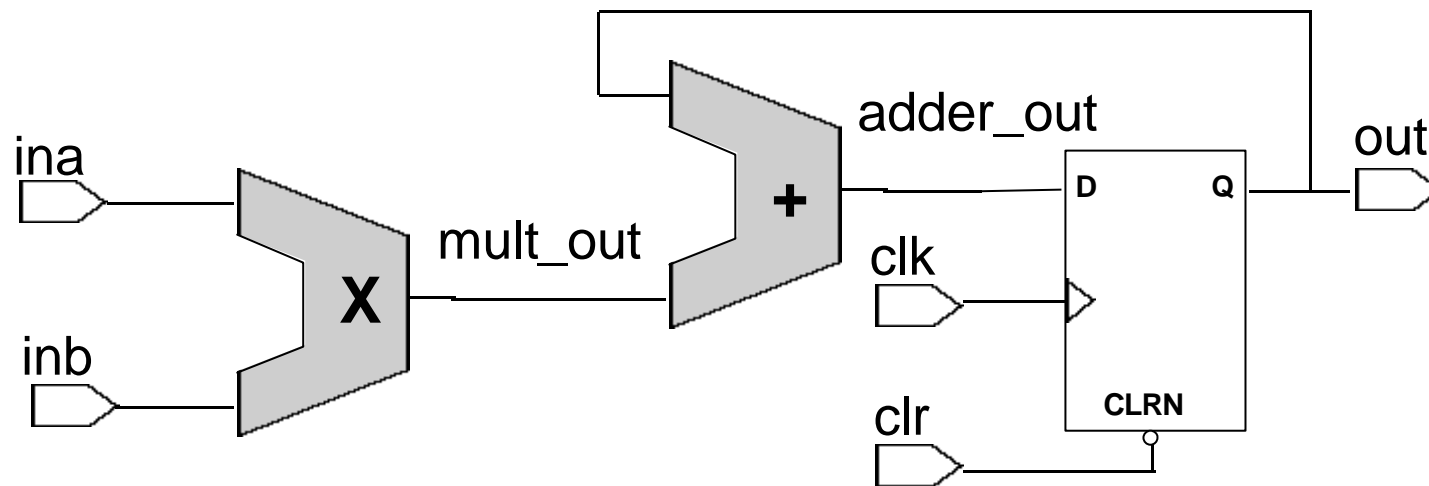 ina
inb
X
mult_out
+
adder_out
clk
clr
D
Q
CLRN
out